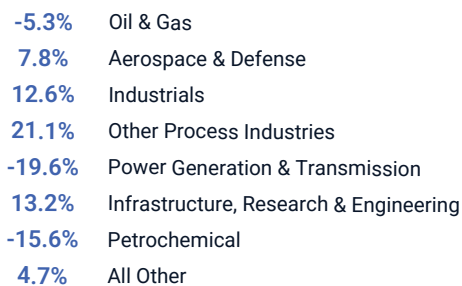 -5.3% Oil & Gas
7.8% Aerospace & Defense
12.6% Industrials
21.1% Other Process Industries
-19.6% Power Generation & Transmission
13.2% Infrastructure, Research & Engineering
-15.6% Petrochemical
4.7% All Other